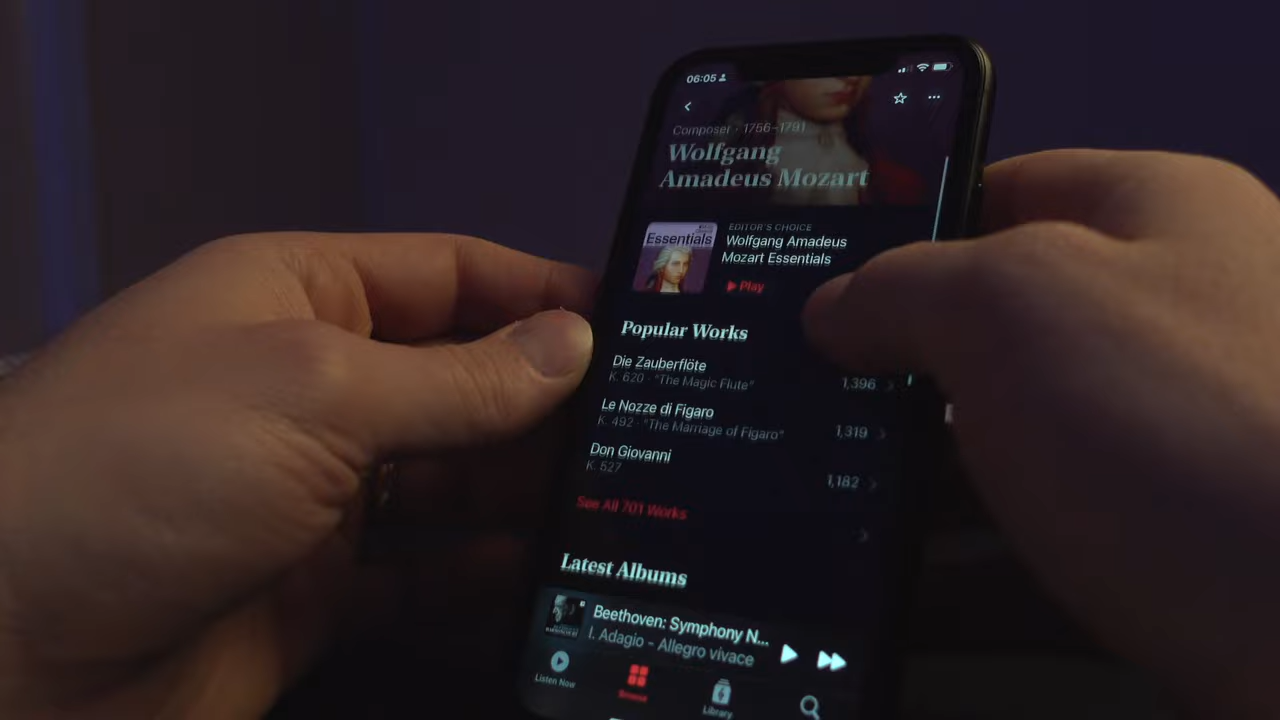 06:05
Composer · 1756–1791
Wolfgang
Amadeus Mozart
Essentials
EDITOR'S CHOICE
Wolfgang Amadeus
Mozart Essentials
Play
Popular Works
Die Zauberflöte
K. 620 · "The Magic Flute"
1,396
Le Nozze di Figaro
K. 492 · "The Marriage of Figaro"
1,319
Don Giovanni
K. 527
1,182
See All 701 Works
Latest Albums
Beethoven: Symphony N...
I. Adagio - Allegro vivace
Listen Now
Browse
Library